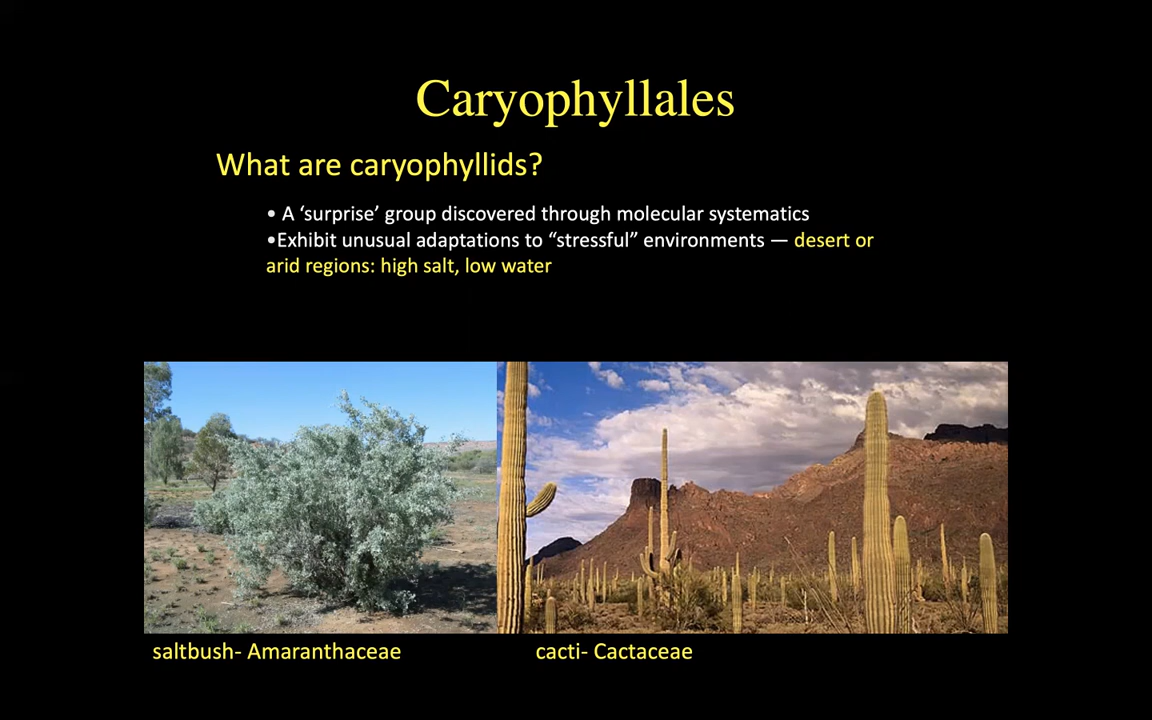 Caryophyllales
What are caryophyllids?
• A ‘surprise’ group discovered through molecular systematics
•Exhibit unusual adaptations to “stressful” environments — desert or
arid regions: high salt, low water
saltbush- Amaranthaceae
cacti- Cactaceae